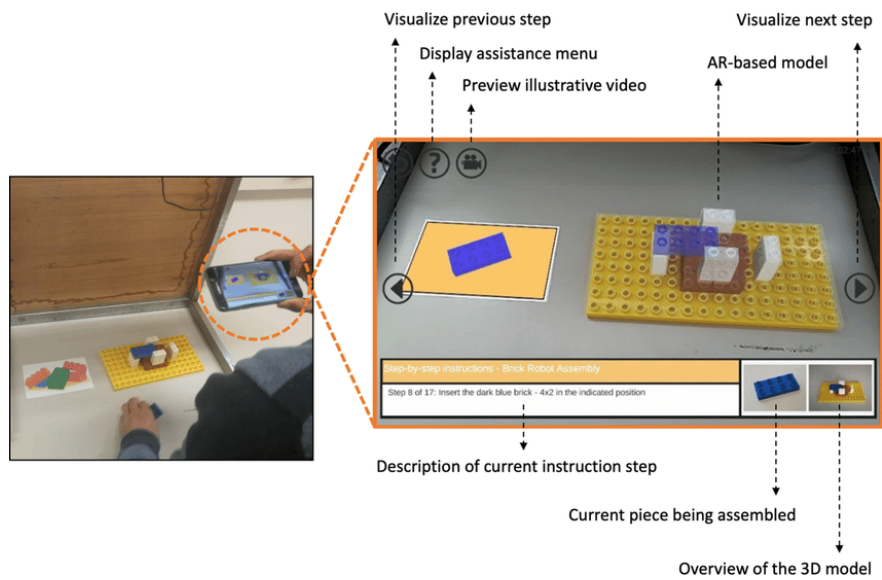 Visualize previous step
Visualize next step
Display assistance menu
AR-based model
Preview illustrative video
?
Step-by-step instructions - Brick Robot Assembly
Step 8 of 17: Insert the dark blue brick - 4x2 in the indicated position
Description of current instruction step
Current piece being assembled
Overview of the 3D model